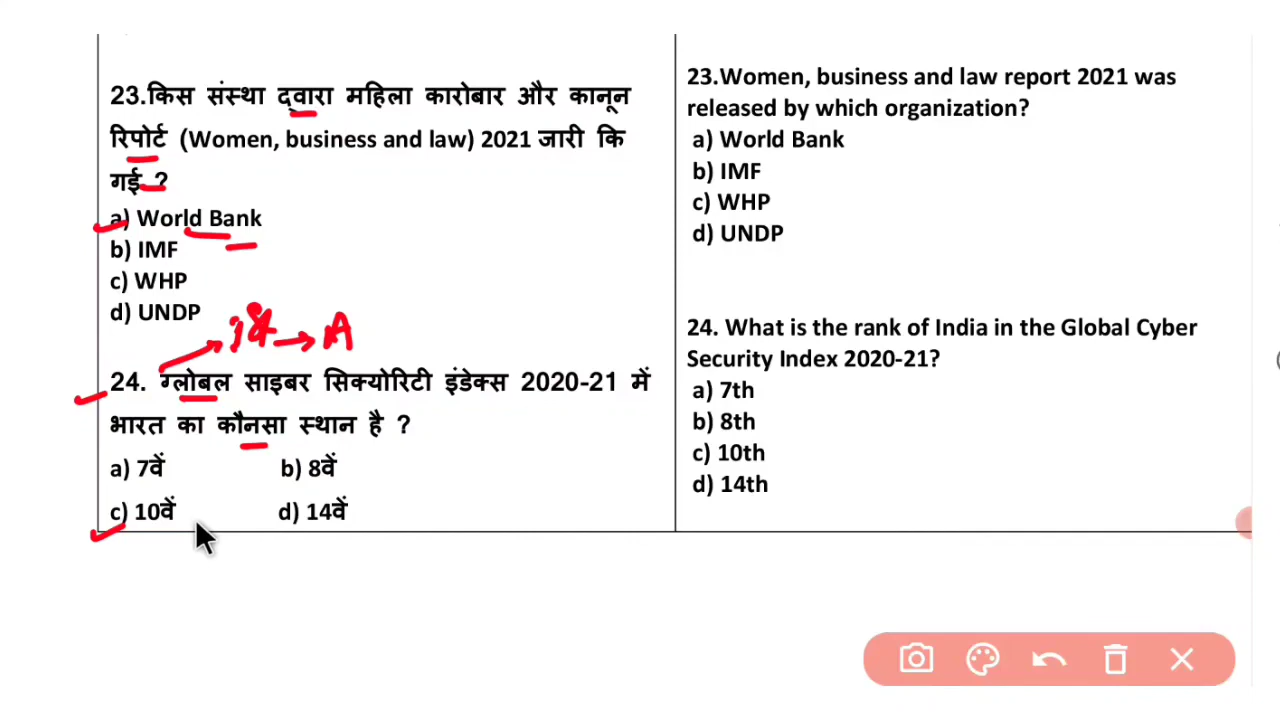 23.किस संस्था द्वारा महिला कारोबार और कानून
रिपोर्ट (Women, business and law) 2021 जारी कि
गई ?
a) World Bank
b) IMF
c) WHP
d) UNDP
A
24. ग्लोबल साइबर सिक्योरिटी इंडेक्स 2020-21 में
भारत का कौनसा स्थान है ?
a) 7वें b) 8वें
c) 10वें d) 14वें
23.Women, business and law report 2021 was
released by which organization?
a) World Bank
b) IMF
c) WHP
d) UNDP
24. What is the rank of India in the Global Cyber
Security Index 2020-21?
a) 7th
b) 8th
c) 10th
d) 14th